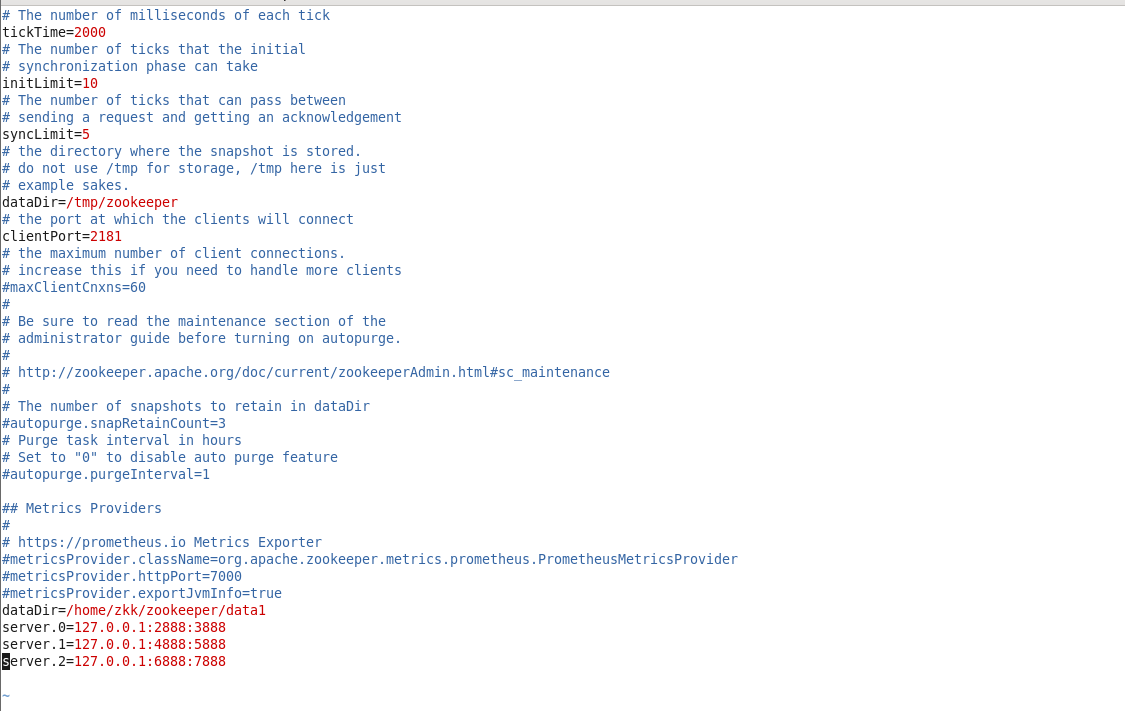 # The number of milliseconds of each tick
tickTime=2000
# The number of ticks that the initial
# synchronization phase can take
initLimit=10
# The number of ticks that can pass between
# sending a request and getting an acknowledgement
syncLimit=5
# the directory where the snapshot is stored.
# do not use /tmp for storage, /tmp here is just
# example sakes.
dataDir=/tmp/zookeeper
# the port at which the clients will connect
clientPort=2181
# the maximum number of client connections.
# increase this if you need to handle more clients
#maxClientCnxns=60
#
# Be sure to read the maintenance section of the
# administrator guide before turning on autopurge.
#
# http://zookeeper.apache.org/doc/current/zookeeperAdmin.html#sc_maintenance
#
# The number of snapshots to retain in dataDir
#autopurge.snapRetainCount=3
# Purge task interval in hours
# Set to "0" to disable auto purge feature
#autopurge.purgeInterval=1

## Metrics Providers
#
# https://prometheus.io Metrics Exporter
#metricsProvider.className=org.apache.zookeeper.metrics.prometheus.PrometheusMetricsProvider
#metricsProvider.httpPort=7000
#metricsProvider.exportJvmInfo=true
dataDir=/home/zkk/zookeeper/data1
server.0=127.0.0.1:2888:3888
server.1=127.0.0.1:4888:5888
server.2=127.0.0.1:6888:7888

~